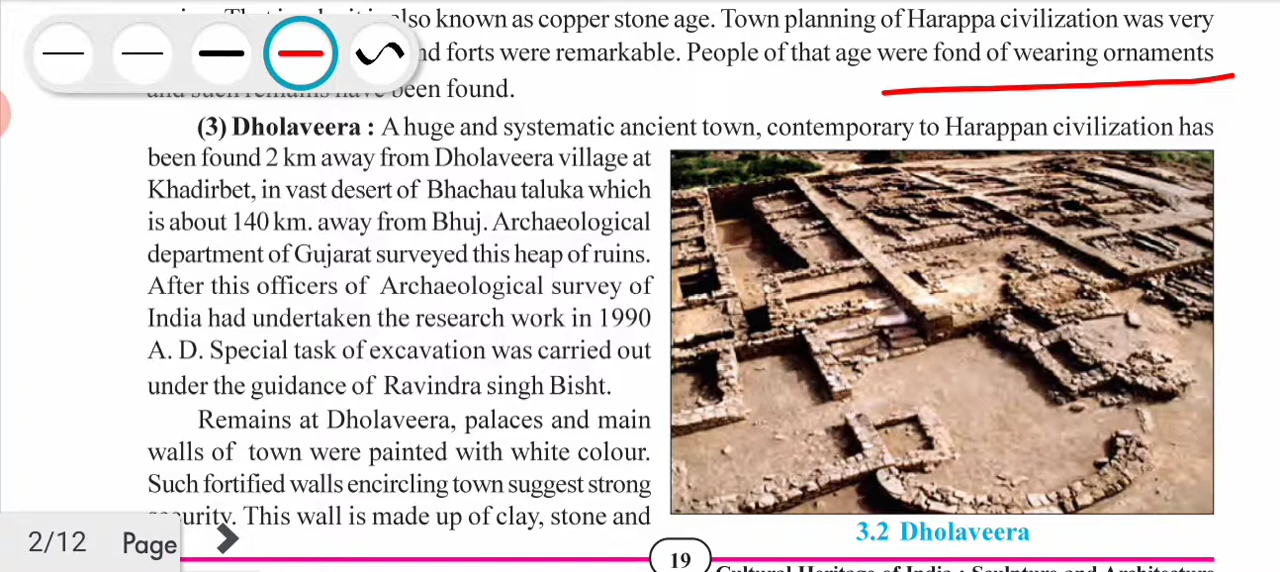 also known as copper stone age. Town planning of Harappa civilization was very
nd forts were remarkable. People of that age were fond of wearing ornaments
been found.
(3) Dholaveera : A huge and systematic ancient town, contemporary to Harappan civilization has
been found 2 km away from Dholaveera village at
Khadirbet, in vast desert of Bhachau taluka which
is about 140 km. away from Bhuj. Archaeological
department of Gujarat surveyed this heap of ruins.
After this officers of Archaeological survey of
India had undertaken the research work in 1990
A. D. Special task of excavation was carried out
under the guidance of Ravindra singh Bisht.
Remains at Dholaveera, palaces and main
walls of town were painted with white colour.
Such fortified walls encircling town suggest strong
urity. This wall is made up of clay, stone and
3.2 Dholaveera
2/12 Page
19
Cultural Heritage of India : Sculpture and Architecture